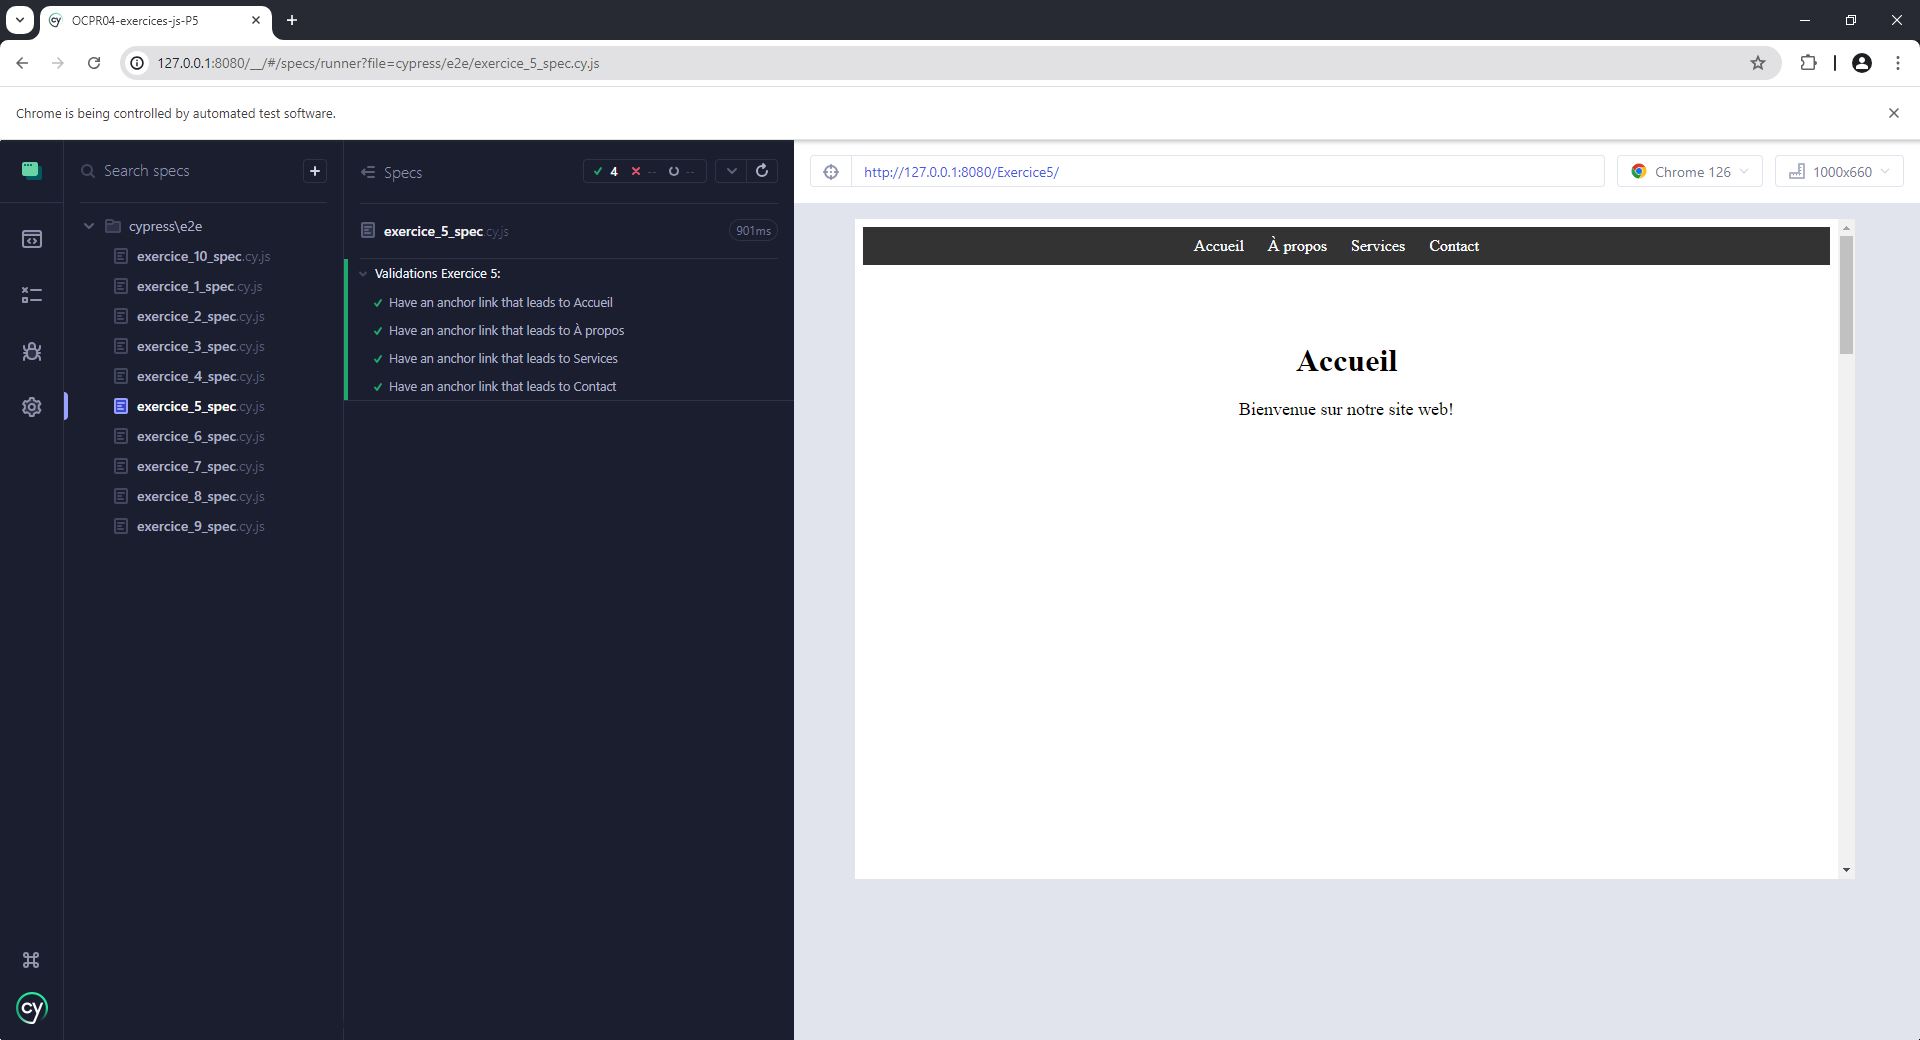 OCPR04-exercices-js-P5
127.0.0.1:8080/__/#/specs/runner?file=cypress/e2e/exercice_5_spec.cy.js
Chrome is being controlled by automated test software.
Search specs
+
cypress\e2e
exercice_10_spec.cy.js
exercice_1_spec.cy.js
exercice_2_spec.cy.js
exercice_3_spec.cy.js
exercice_4_spec.cy.js
exercice_5_spec.cy.js
exercice_6_spec.cy.js
exercice_7_spec.cy.js
exercice_8_spec.cy.js
exercice_9_spec.cy.js
cy
Specs
4 -- --
exercice_5_spec.cy.js 901ms
Validations Exercice 5:
Have an anchor link that leads to Accueil
Have an anchor link that leads to À propos
Have an anchor link that leads to Services
Have an anchor link that leads to Contact
http://127.0.0.1:8080/Exercice5/ Chrome 126 1000x660
Accueil À propos Services Contact
Accueil
Bienvenue sur notre site web!